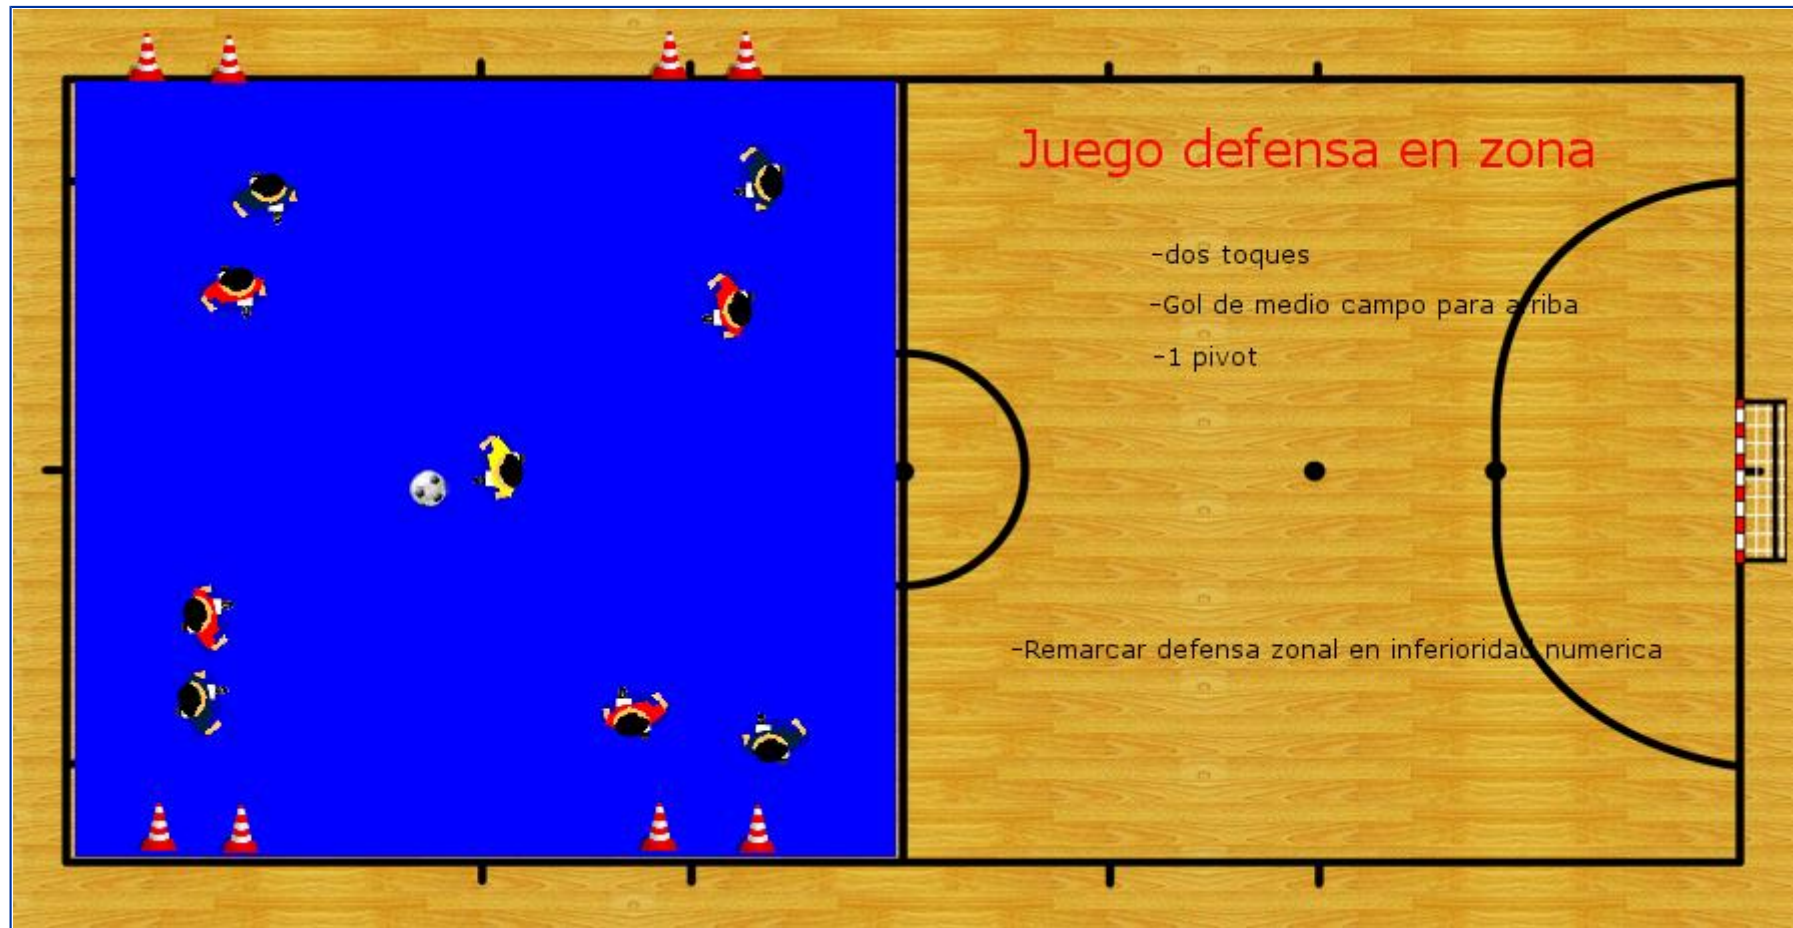 Juego defensa en zona
-dos toques
-Gol de medio campo para arriba
-1 pivot
-Remarcar defensa zonal en inferioridad numerica